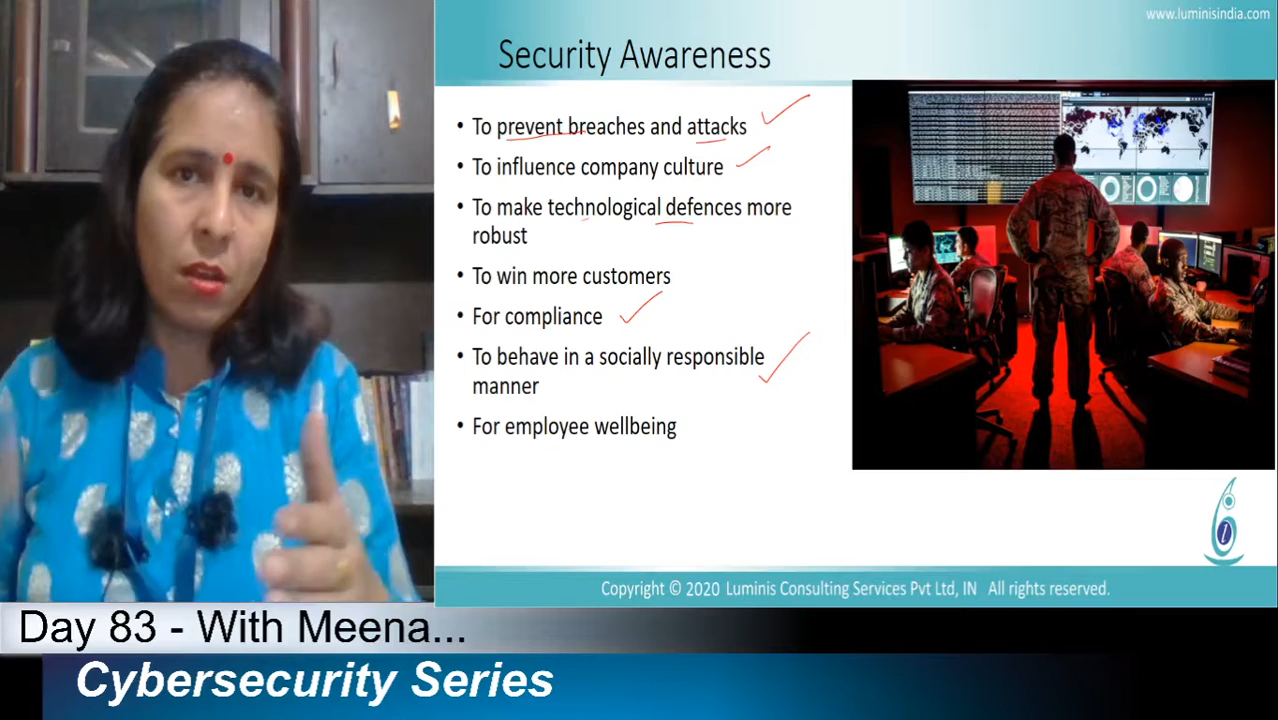 www.luminisindia.com
Security Awareness
• To prevent breaches and attacks
• To influence company culture
• To make technological defences more
robust
• To win more customers
• For compliance
• To behave in a socially responsible
manner
• For employee wellbeing
Copyright © 2020 Luminis Consulting Services Pvt Ltd, IN All rights reserved.
Day 83 - With Meena...
Cybersecurity Series